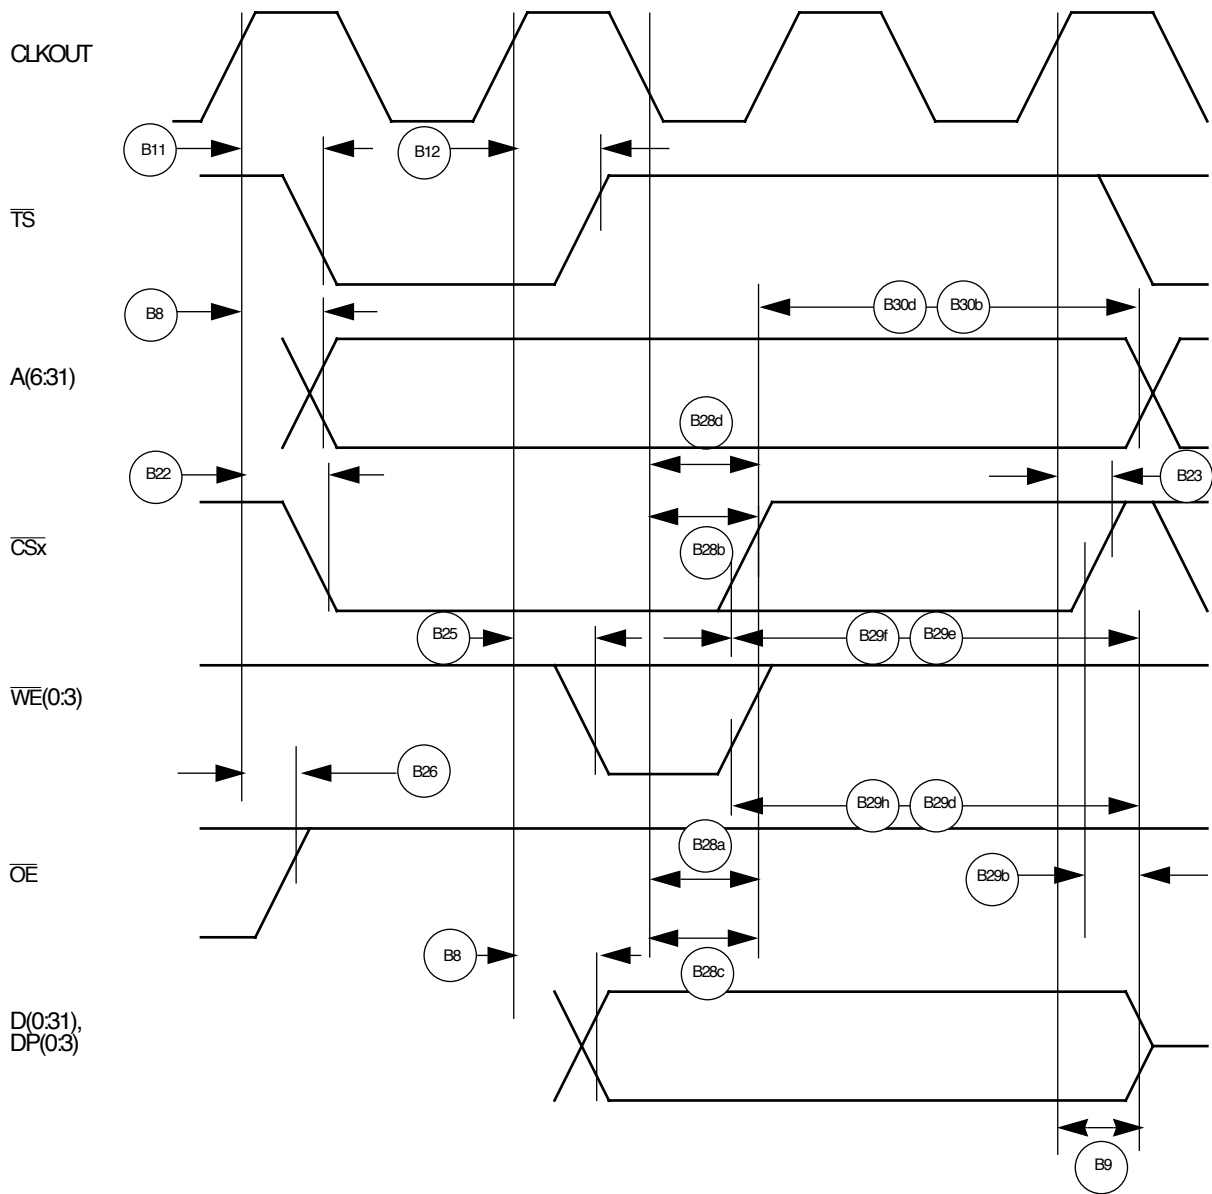 CLKOUT
B11
B12
TS
B8
B30d
B30b
A(6:31)
B28d
B22
B23
CSx
B28b
B25
B29f
B29e
WE(0:3)
B26
B29h
B29d
B28a
OE
B29b
B8
B28c
D(0:31),
DP(0:3)
B9